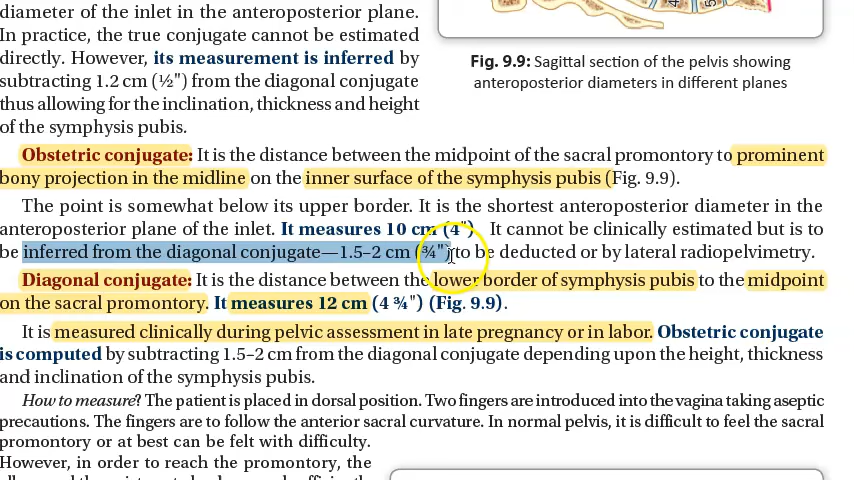 diameter of the inlet in the anteroposterior plane.
In practice, the true conjugate cannot be estimated
directly. However, its measurement is inferred by
subtracting 1.2 cm (½") from the diagonal conjugate
thus allowing for the inclination, thickness and height
of the symphysis pubis.
Fig. 9.9: Sagittal section of the pelvis showing
anteroposterior diameters in different planes
Obstetric conjugate: It is the distance between the midpoint of the sacral promontory to prominent
bony projection in the midline on the inner surface of the symphysis pubis (Fig. 9.9).
The point is somewhat below its upper border. It is the shortest anteroposterior diameter in the
anteroposterior plane of the inlet. It measures 10 cm (4") It cannot be clinically estimated but is to
be inferred from the diagonal conjugate—1.5–2 cm (¾") to be deducted or by lateral radiopelvimetry.
Diagonal conjugate: It is the distance between the lower border of symphysis pubis to the midpoint
on the sacral promontory. It measures 12 cm (4 ¾") (Fig. 9.9).
It is measured clinically during pelvic assessment in late pregnancy or in labor. Obstetric conjugate
is computed by subtracting 1.5–2 cm from the diagonal conjugate depending upon the height, thickness
and inclination of the symphysis pubis.
How to measure? The patient is placed in dorsal position. Two fingers are introduced into the vagina taking aseptic
precautions. The fingers are to follow the anterior sacral curvature. In normal pelvis, it is difficult to feel the sacral
promontory or at best can be felt with difficulty.
However, in order to reach the promontory, the